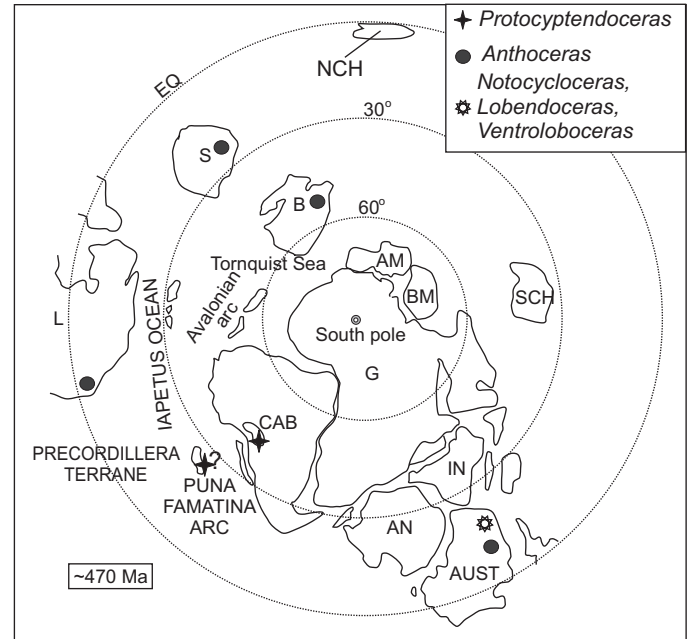 Protocyptendoceras
Anthoceras
Notocycloceras,
Lobendoceras,
Ventroloboceras
NCH
EQ
30°
S
B
60°
Tornquist Sea
AM
BM
SCH
Avalonian
arc
L
IAPETUS OCEAN
South pole
G
CAB
PRECORDILLERA
TERRANE
?
PUNA
FAMATINA
ARC
IN
AN
AUST
~470 Ma